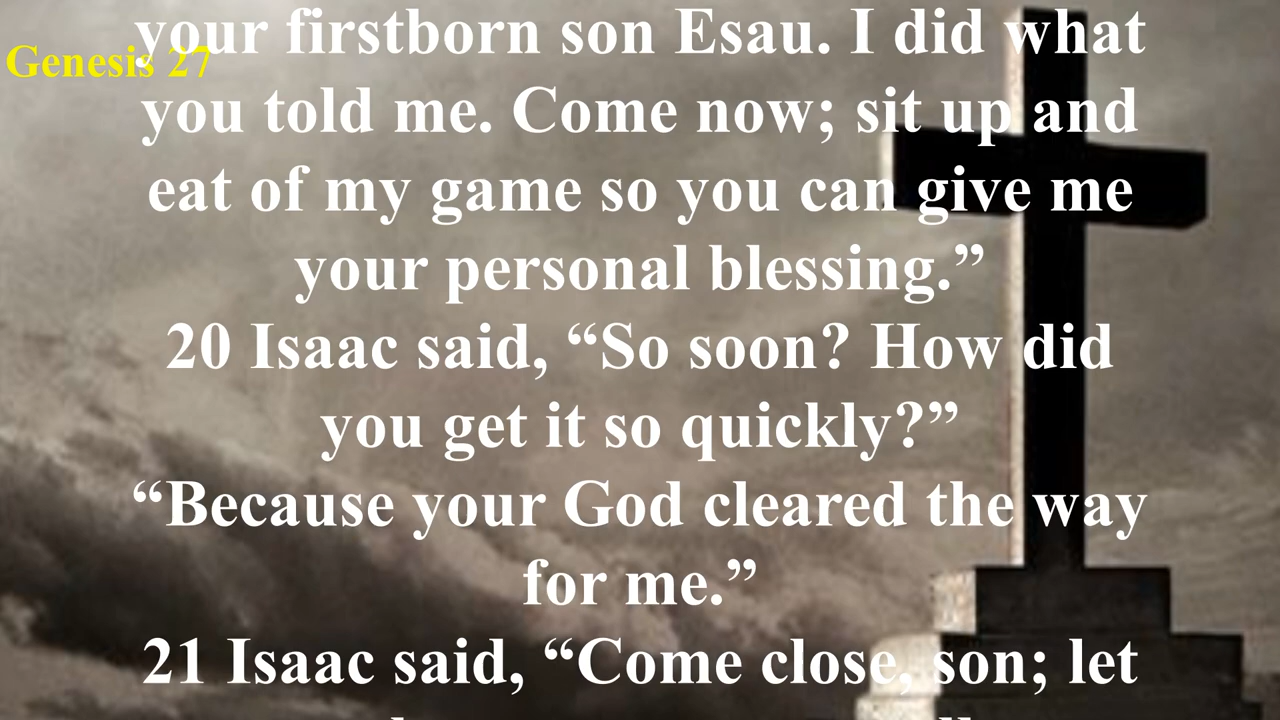 your firstborn son Esau. I did what
Genesis 27
you told me. Come now; sit up and
eat of my game so you can give me
your personal blessing.”
20 Isaac said, “So soon? How did
you get it so quickly?”
“Because your God cleared the way
for me.”
21 Isaac said, “Come close, son; let